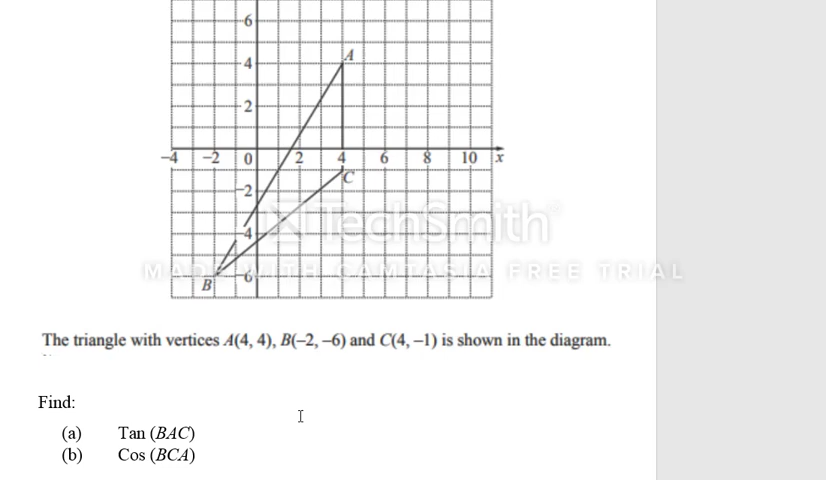 6
A
4
2
-4 -2 0 2 4 6 8 10 x
C
-2
TechSmith
-4
MADE WITH CAMTASIA FREE TRIAL
-6
B
The triangle with vertices A(4, 4), B(–2, –6) and C(4, –1) is shown in the diagram.
Find:
(a) Tan (BAC)
(b) Cos (BCA)